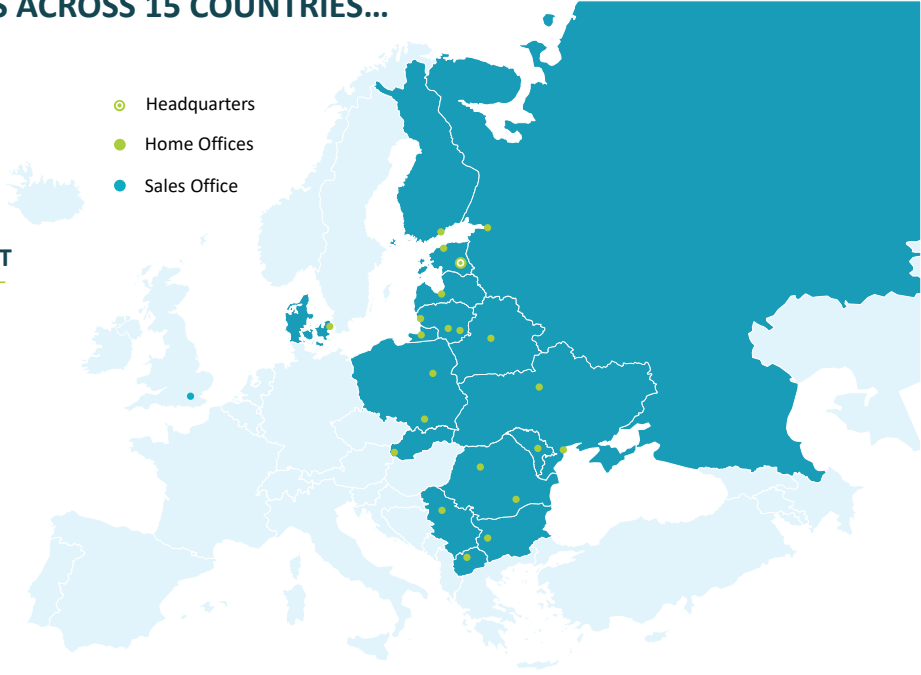 S ACROSS 15 COUNTRIES…
Headquarters
Home Offices
Sales Office
T